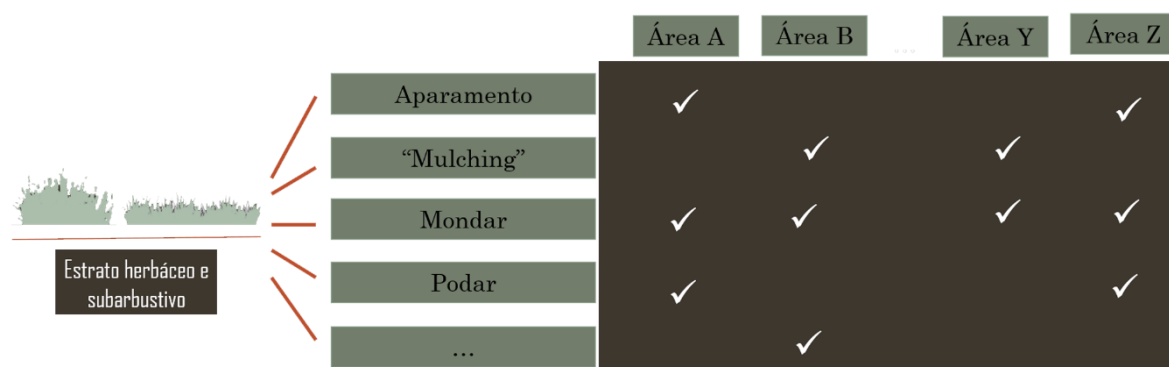 Área A
Área B
...
Área Y
Área Z
Aparamento
“Mulching”
Mondar
Podar
...
Estrato herbáceo e
subarbustivo